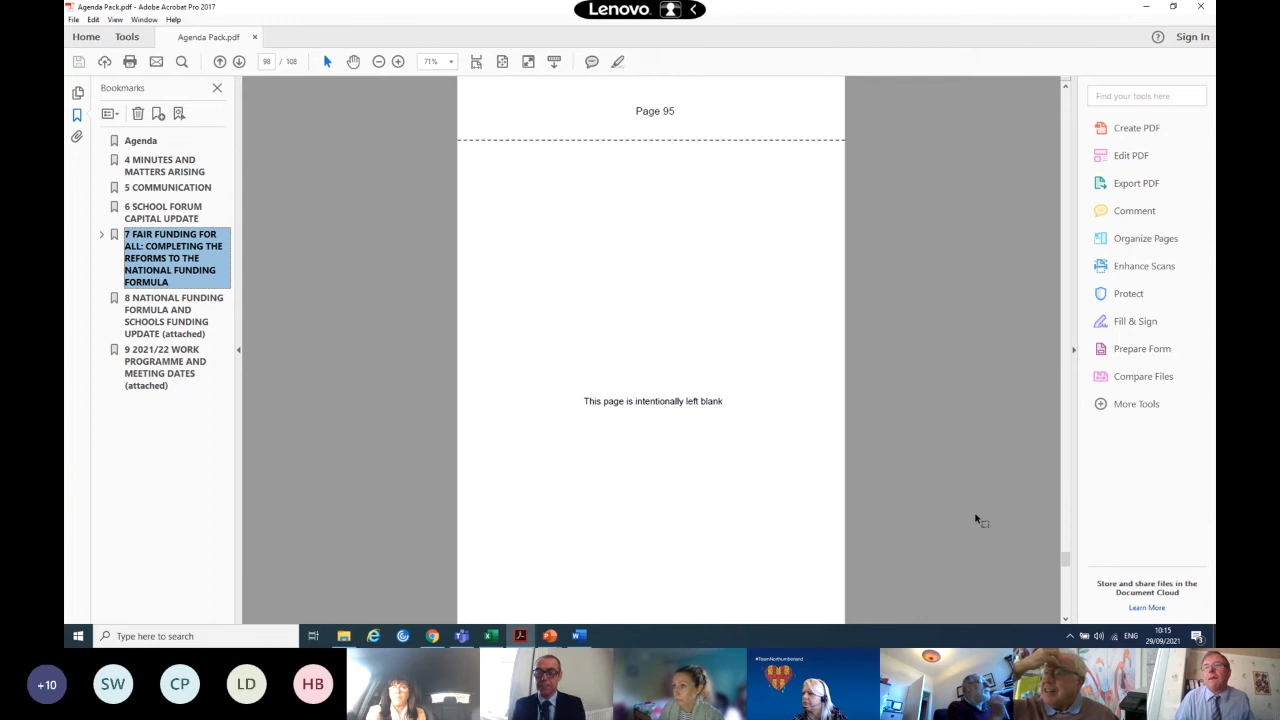 Agenda Pack.pdf - Adobe Acrobat Pro 2017
Lenovo
File Edit View Window Help
Home Tools Agenda Pack.pdf × Sign In
98 / 108 71%
Bookmarks
Agenda
4 MINUTES AND
MATTERS ARISING
5 COMMUNICATION
6 SCHOOL FORUM
CAPITAL UPDATE
7 FAIR FUNDING FOR
ALL: COMPLETING THE
REFORMS TO THE
NATIONAL FUNDING
FORMULA
8 NATIONAL FUNDING
FORMULA AND
SCHOOLS FUNDING
UPDATE (attached)
9 2021/22 WORK
PROGRAMME AND
MEETING DATES
(attached)
Page 95
This page is intentionally left blank
Find your tools here
Create PDF
Edit PDF
Export PDF
Comment
Organize Pages
Enhance Scans
Protect
Fill & Sign
Prepare Form
Compare Files
More Tools
Store and share files in the
Document Cloud
Learn More
Type here to search
ENG
10:15
29/09/2021
3
+10 SW CP LD HB
#TeamNorthumberland